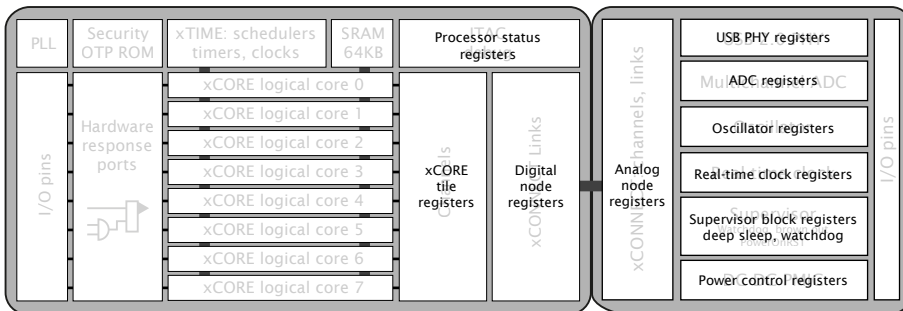 PLL
Security
OTP ROM
xTIME: schedulers
timers, clocks
SRAM
64KB
Processor status
registers
JTAG
USB PHY registers
ADC registers
Multichannel ADC
Oscillator registers
Real-time clock registers
Supervisor block registers
deep sleep, watchdog
Supervisor
Power control registers
I/O pins
Hardware
response
ports
xCORE logical core 0
xCORE logical core 1
xCORE logical core 2
xCORE logical core 3
xCORE logical core 4
xCORE logical core 5
xCORE logical core 6
xCORE logical core 7
xCORE
tile
registers
Digital
node
registers
Analog
node
registers
I/O pins